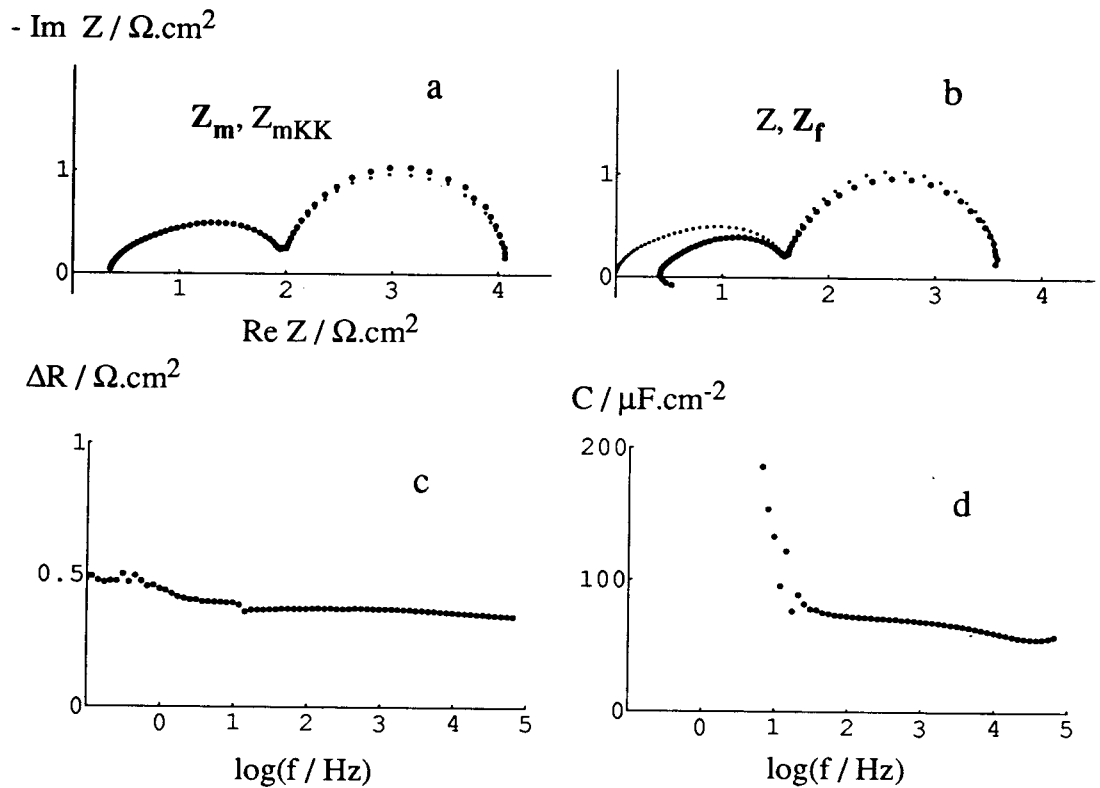 - Im Z / Ω.cm²
a
Zₘ, ZₘKK
1
0
1 2 3 4
Re Z / Ω.cm²
b
Z, Z_f
1
0
1 2 3 4
ΔR / Ω.cm²
c
1
0.5
0
0 1 2 3 4 5
log(f / Hz)
C / μF.cm⁻²
d
200
100
0
0 1 2 3 4 5
log(f / Hz)